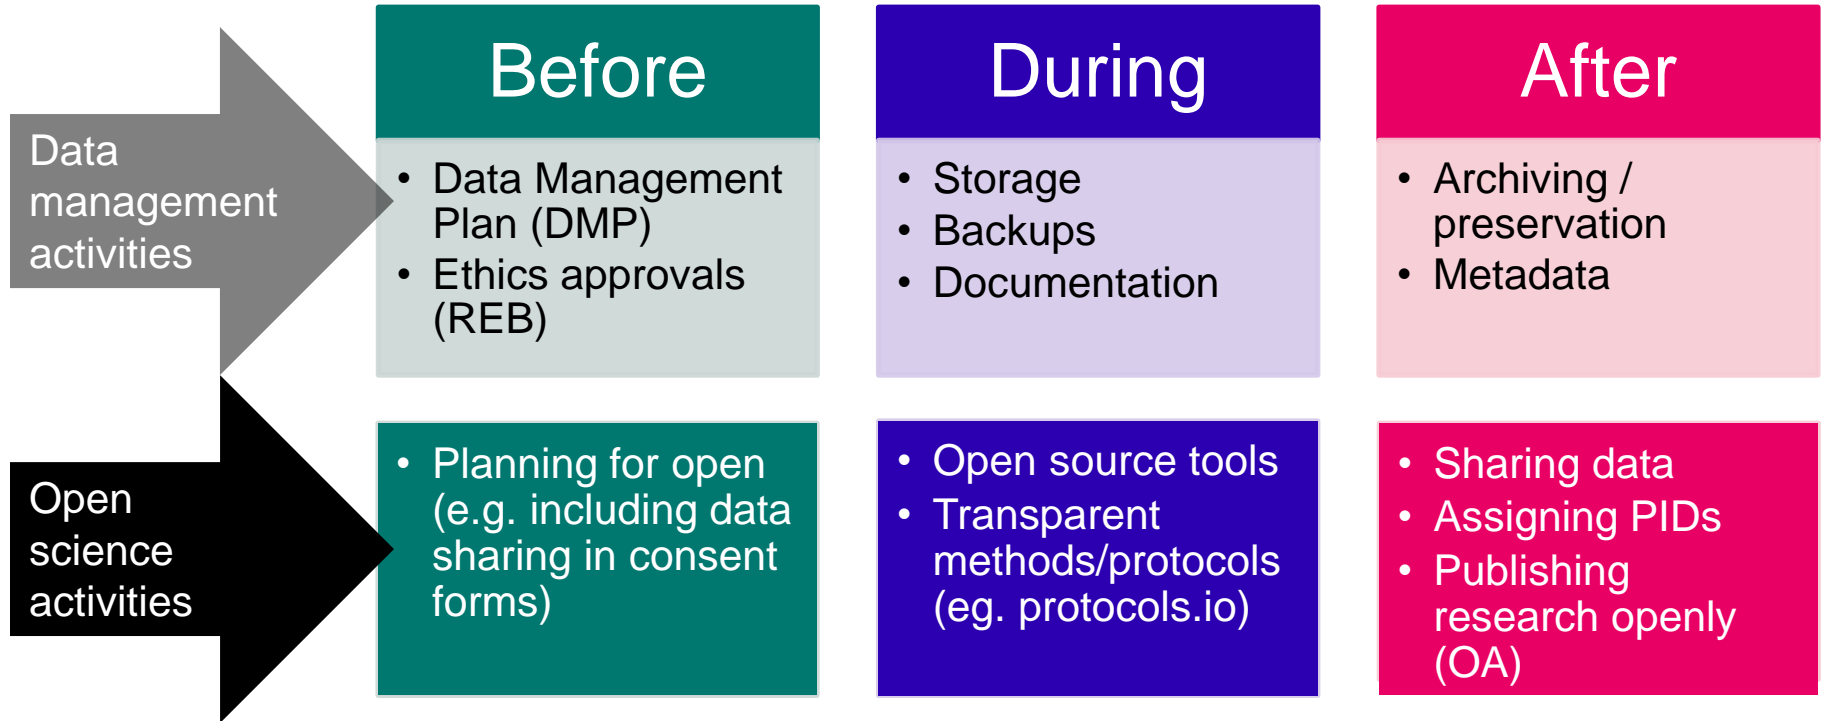 Before
During
After
Data
management
activities
• Data Management
Plan (DMP)
• Ethics approvals
(REB)
• Storage
• Backups
• Documentation
• Archiving /
preservation
• Metadata
Open
science
activities
• Planning for open
(e.g. including data
sharing in consent
forms)
• Open source tools
• Transparent
methods/protocols
(eg. protocols.io)
• Sharing data
• Assigning PIDs
• Publishing
research openly
(OA)